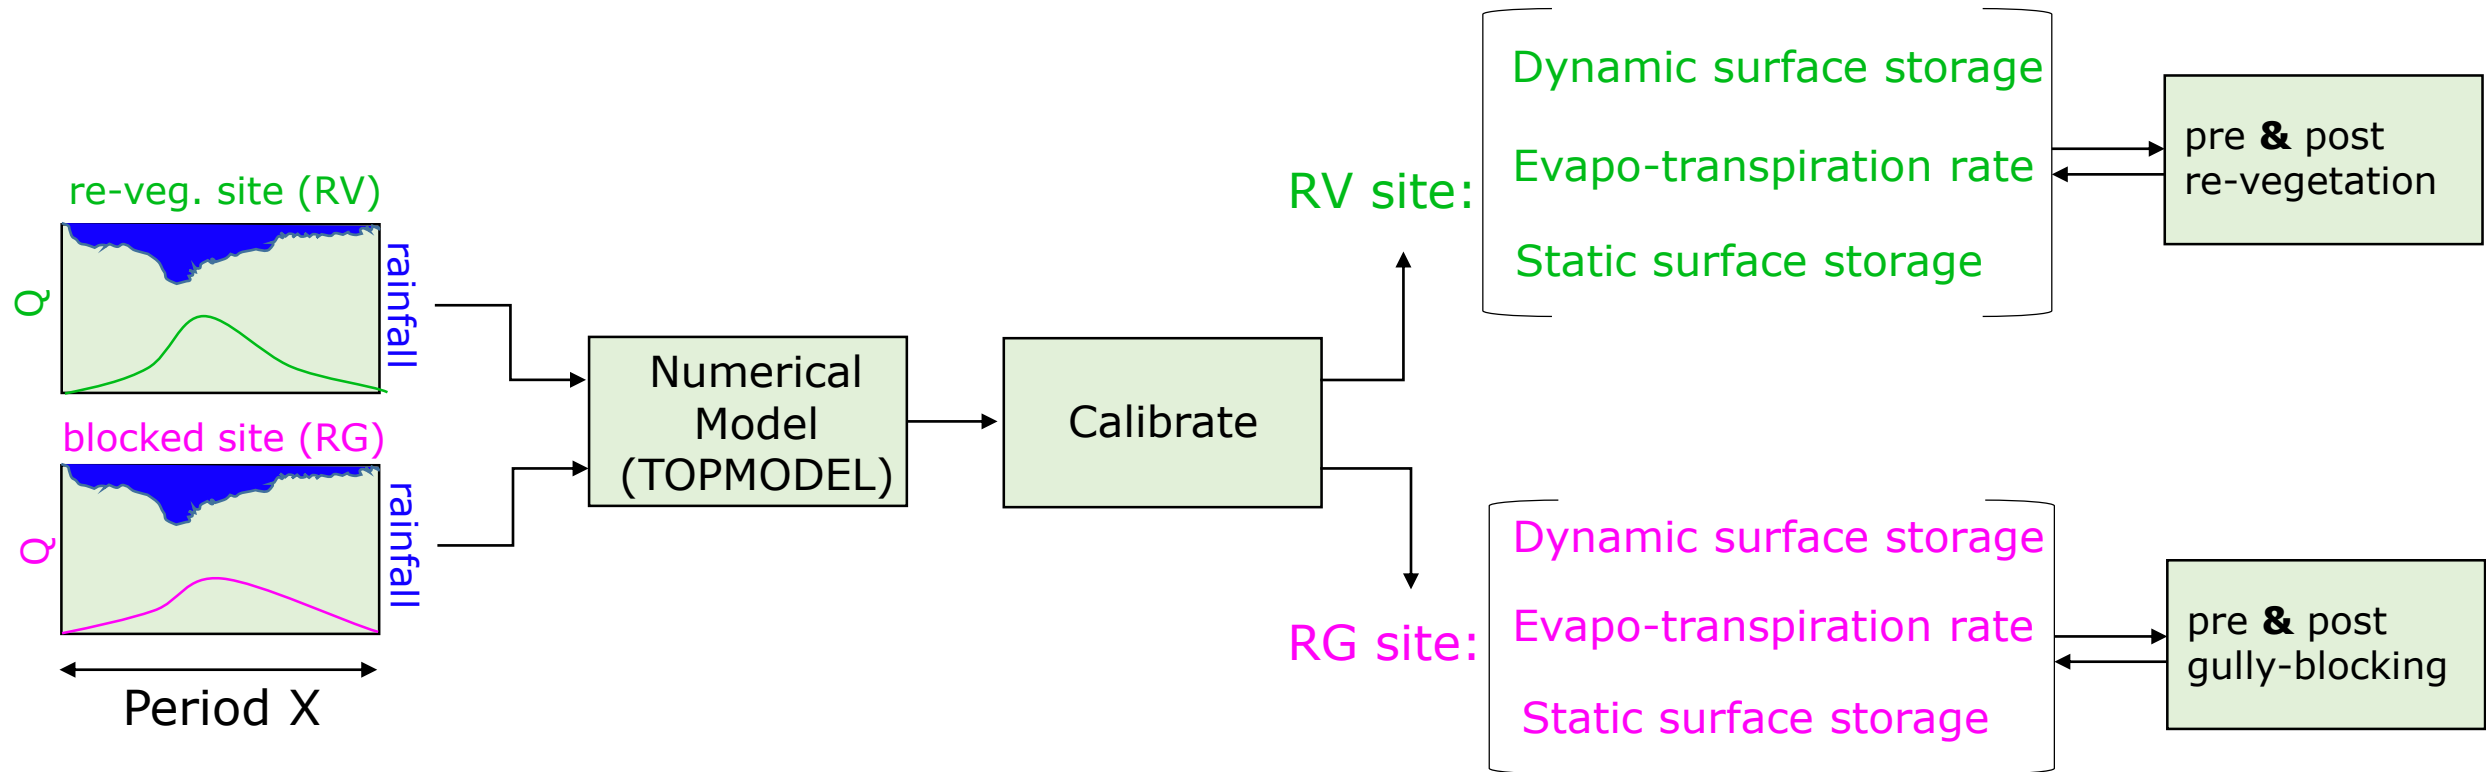 re-veg. site (RV)
Q
rainfall
blocked site (RG)
Q
rainfall
Period X
Numerical
Model
(TOPMODEL)
Calibrate
RV site:
Dynamic surface storage
Evapo-transpiration rate
Static surface storage
pre & post
re-vegetation
RG site:
Dynamic surface storage
Evapo-transpiration rate
Static surface storage
pre & post
gully-blocking